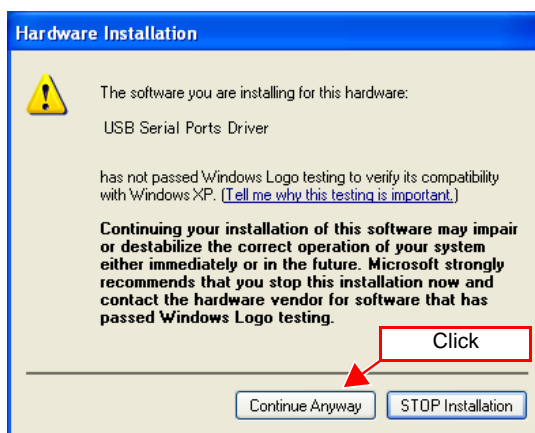 Hardware Installation
The software you are installing for this hardware:
USB Serial Ports Driver
has not passed Windows Logo testing to verify its compatibility
with Windows XP. (Tell me why this testing is important.)
Continuing your installation of this software may impair
or destabilize the correct operation of your system
either immediately or in the future. Microsoft strongly
recommends that you stop this installation now and
contact the hardware vendor for software that has
passed Windows Logo testing.
Click
Continue Anyway
STOP Installation